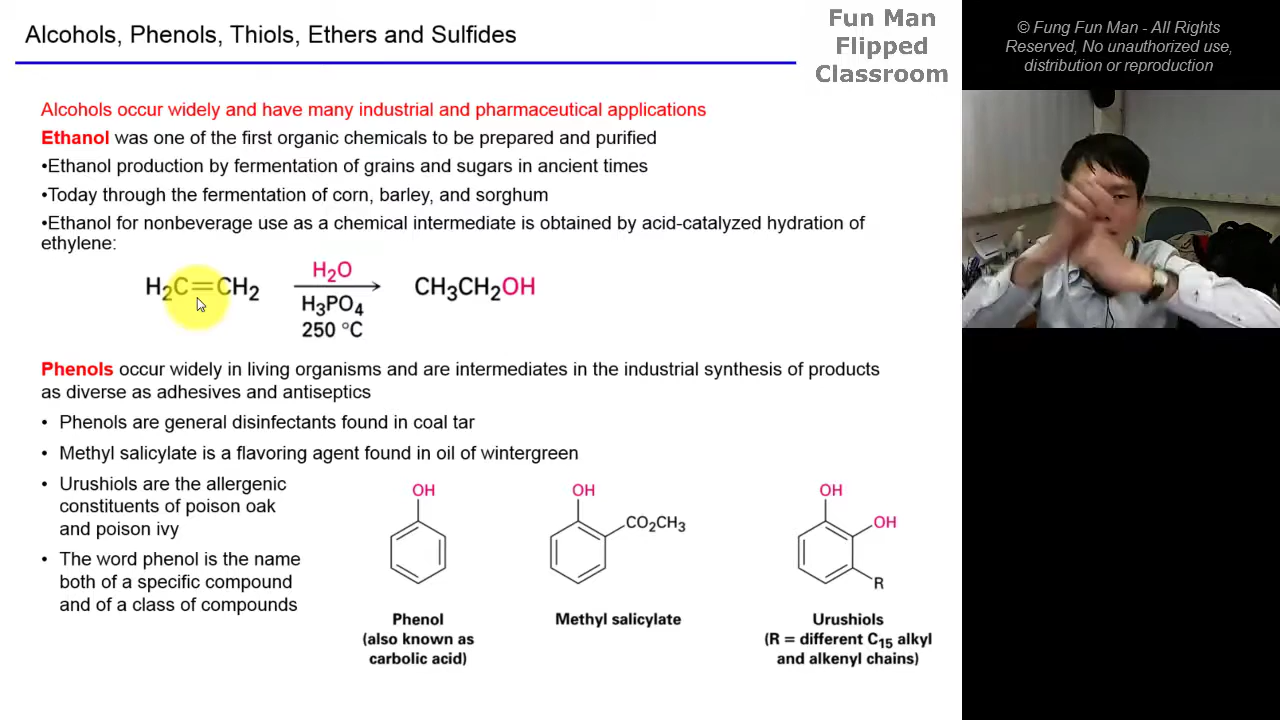 Alcohols, Phenols, Thiols, Ethers and Sulfides
Fun Man
Flipped
Classroom
© Fung Fun Man - All Rights
Reserved, No unauthorized use,
distribution or reproduction
Alcohols occur widely and have many industrial and pharmaceutical applications
Ethanol was one of the first organic chemicals to be prepared and purified
•Ethanol production by fermentation of grains and sugars in ancient times
•Today through the fermentation of corn, barley, and sorghum
•Ethanol for nonbeverage use as a chemical intermediate is obtained by acid-catalyzed hydration of
ethylene:
H₂C=CH₂
H₂O
H₃PO₄
250 °C
CH₃CH₂OH
Phenols occur widely in living organisms and are intermediates in the industrial synthesis of products
as diverse as adhesives and antiseptics
• Phenols are general disinfectants found in coal tar
• Methyl salicylate is a flavoring agent found in oil of wintergreen
• Urushiols are the allergenic
constituents of poison oak
and poison ivy
• The word phenol is the name
both of a specific compound
and of a class of compounds
OH
Phenol
(also known as
carbolic acid)
OH
CO₂CH₃
Methyl salicylate
OH
OH
R
Urushiols
(R = different C₁₅ alkyl
and alkenyl chains)